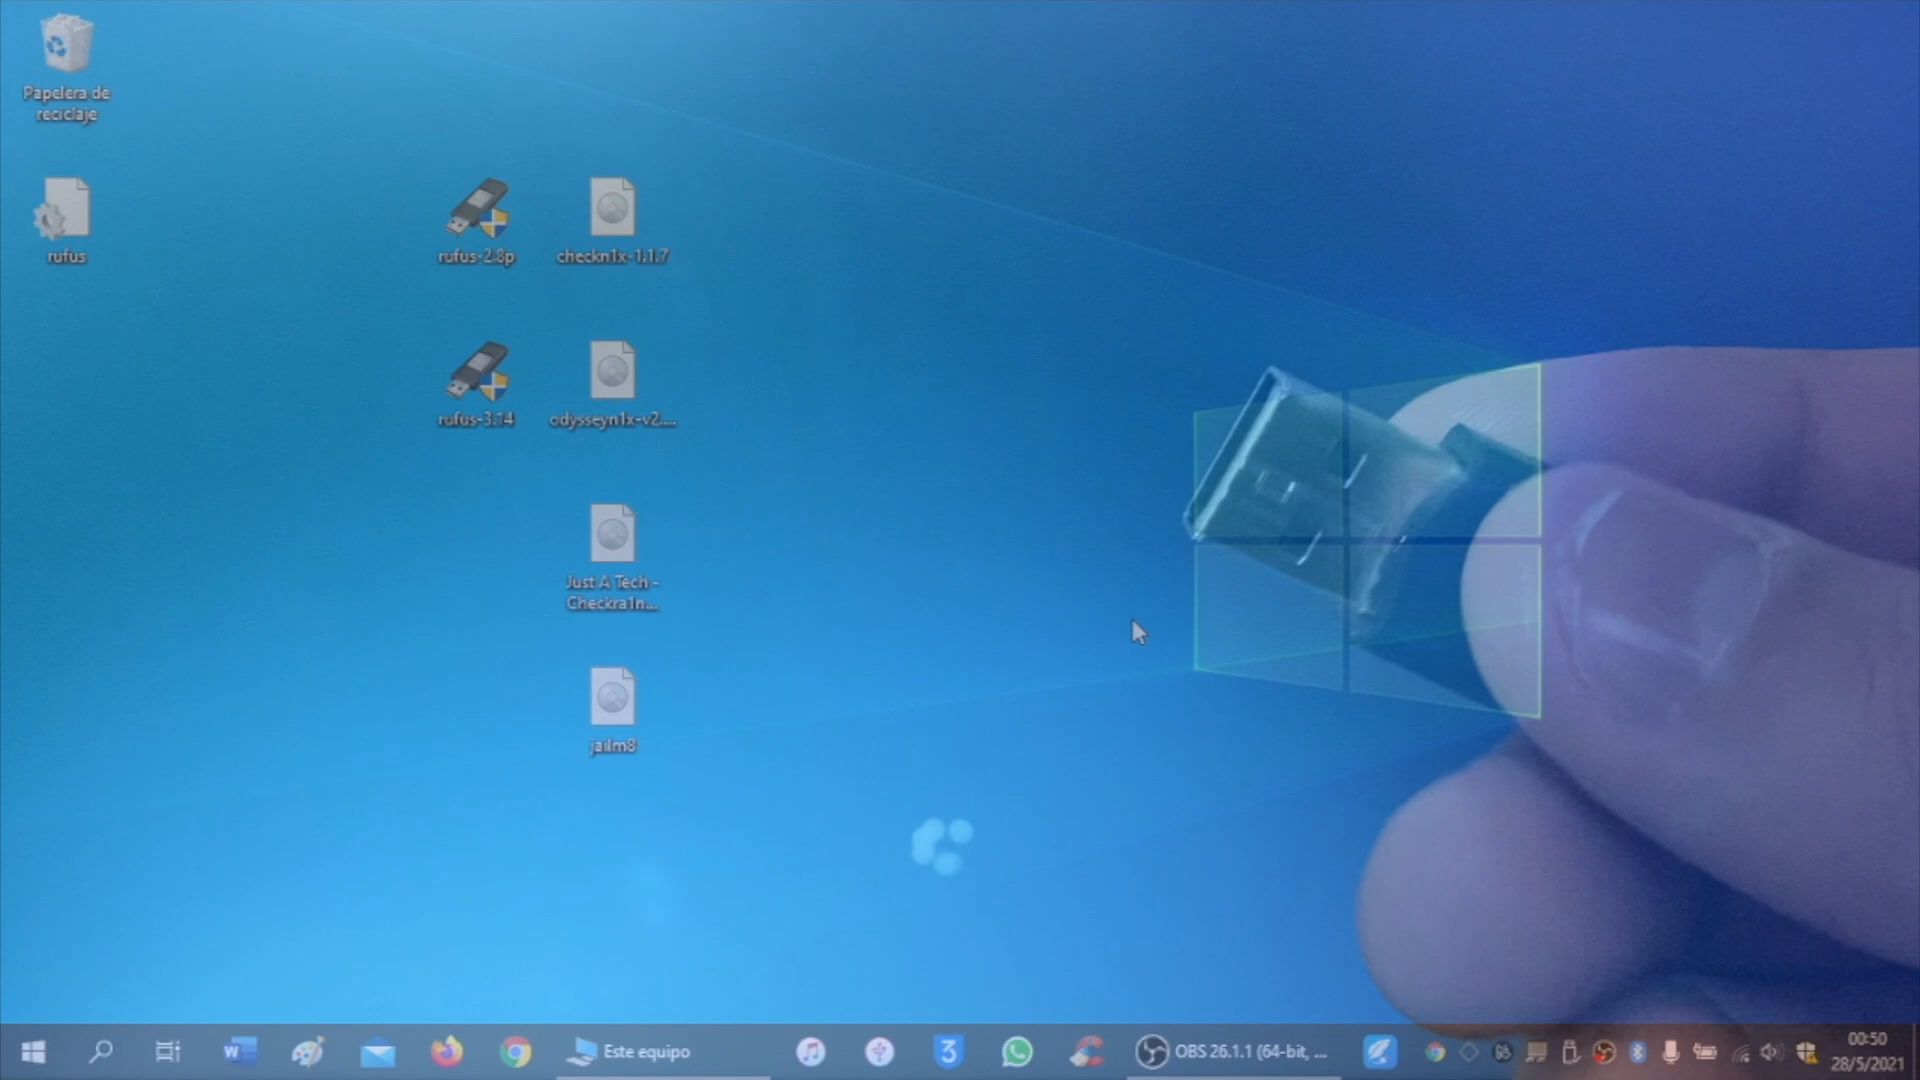 Papelera de
reciclaje
rufus
rufus-2.8p
checkn1x-1.1.7
rufus-3.14
odysseyn1x-v2....
Just A Tech -
Checkra1n...
jailm8
Este equipo
OBS 26.1.1 (64-bit, ...
00:50
28/5/2021